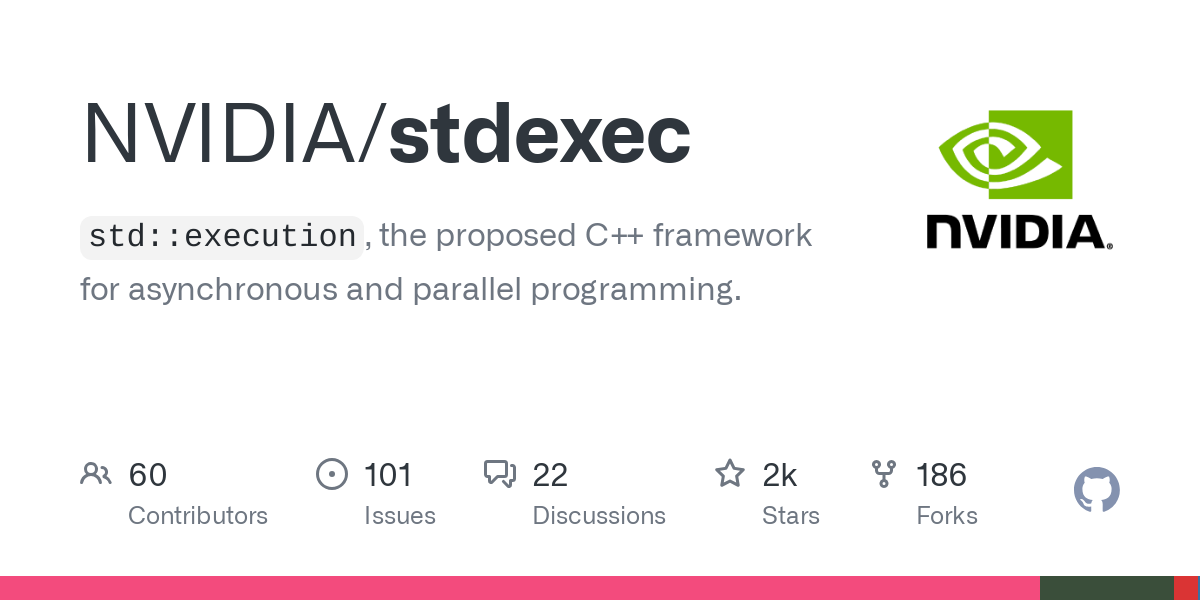 NVIDIA/stdexec
std::execution, the proposed C++ framework
for asynchronous and parallel programming.
NVIDIA®
60
Contributors
101
Issues
22
Discussions
2k
Stars
186
Forks